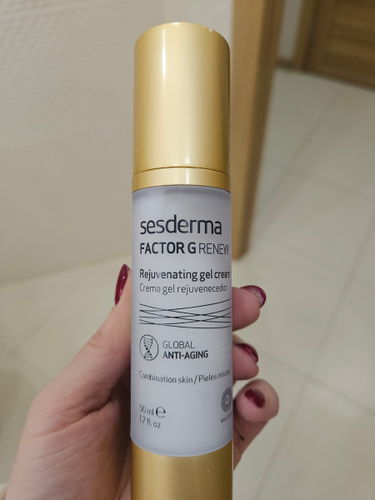 sesderma
FACTOR G RENEW
Rejuvenating gel cream
Crema gel rejuvenecedor
GLOBAL
ANTI-AGING
Combination skin / Pieles mixtas
50 ml ℮
1.7 fl. oz